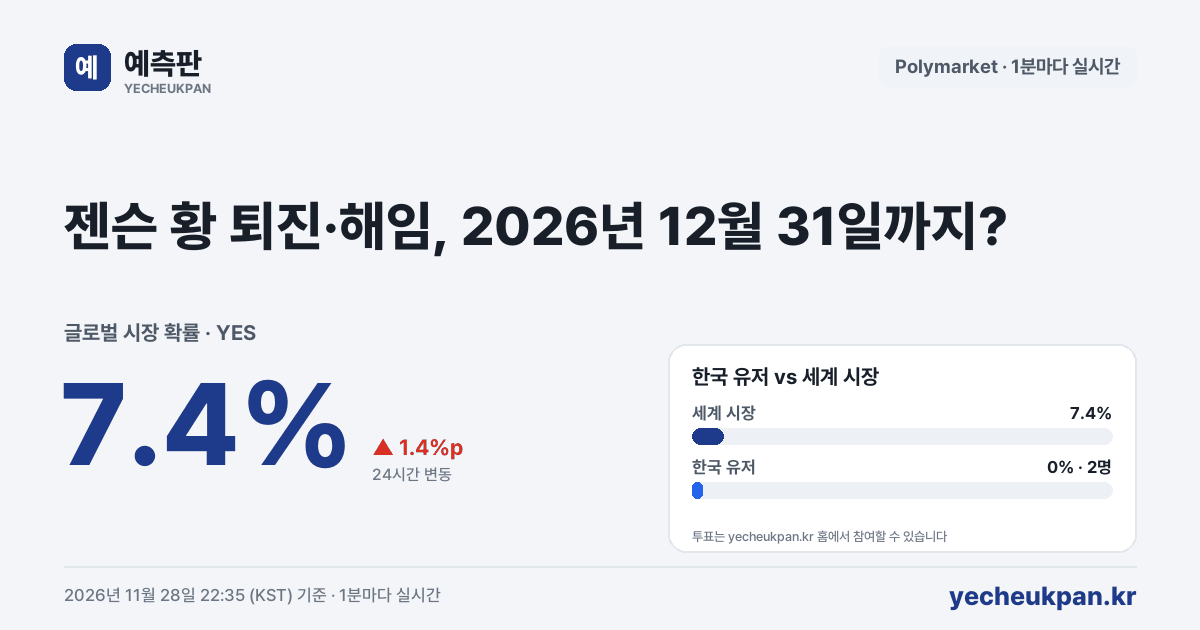 예
예측판
YECHEUKPAN
Polymarket · 1분마다 실시간
젠슨 황 퇴진·해임, 2026년 12월 31일까지?
글로벌 시장 확률 · YES
7.4%
▲ 1.4%p
24시간 변동
한국 유저 vs 세계 시장
세계 시장 7.4%
한국 유저 0% · 2명
투표는 yecheukpan.kr 홈에서 참여할 수 있습니다
2026년 11월 28일 22:35 (KST) 기준 · 1분마다 실시간
yecheukpan.kr